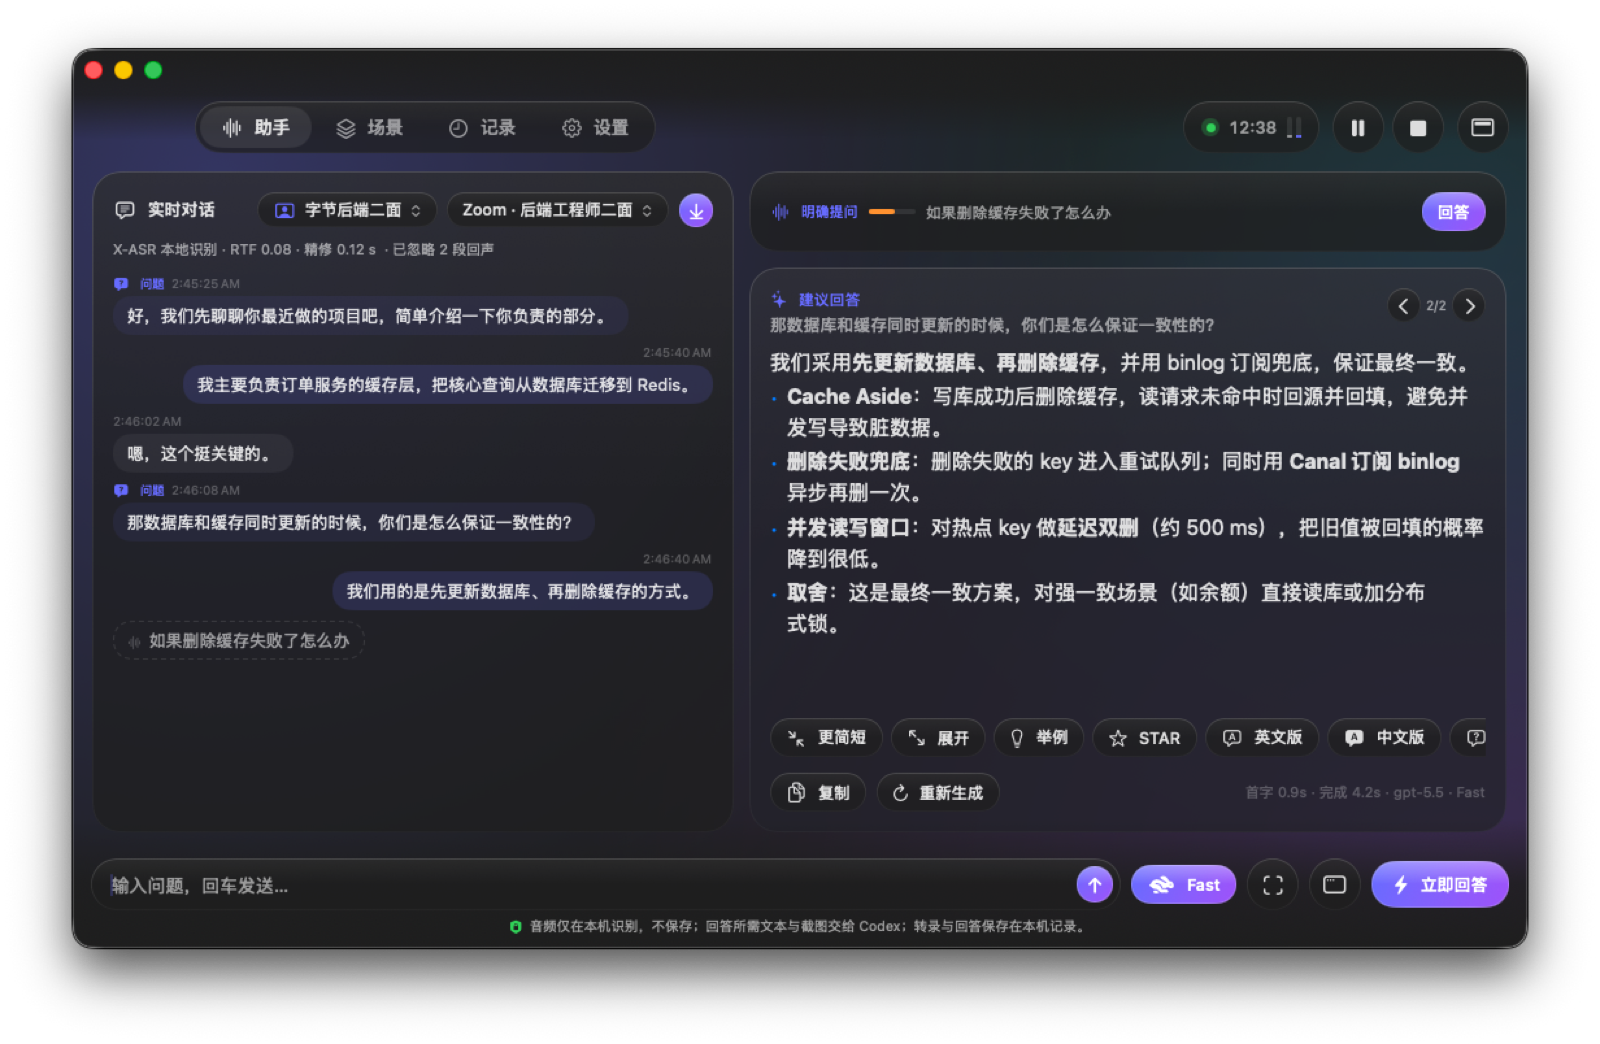 助手
场景
记录
设置
12:38
实时对话
字节后端二面
Zoom · 后端工程师二面
X-ASR 本地识别 · RTF 0.08 · 精修 0.12 s · 已忽略 2 段回声
问题 2:45:25 AM
好，我们先聊聊你最近做的项目吧，简单介绍一下你负责的部分。
2:45:40 AM
我主要负责订单服务的缓存层，把核心查询从数据库迁移到 Redis。
2:46:02 AM
嗯，这个挺关键的。
问题 2:46:08 AM
那数据库和缓存同时更新的时候，你们是怎么保证一致性的？
2:46:40 AM
我们用的是先更新数据库、再删除缓存的方式。
如果删除缓存失败了怎么办
明确提问
如果删除缓存失败了怎么办
回答
建议回答
2/2
那数据库和缓存同时更新的时候，你们是怎么保证一致性的？
我们采用先更新数据库、再删除缓存，并用 binlog 订阅兜底，保证最终一致。
· Cache Aside：写库成功后删除缓存，读请求未命中时回源并回填，避免并
发写导致脏数据。
· 删除失败兜底：删除失败的 key 进入重试队列；同时用 Canal 订阅 binlog
异步再删一次。
· 并发读写窗口：对热点 key 做延迟双删（约 500 ms），把旧值被回填的概率
降到很低。
· 取舍：这是最终一致方案，对强一致场景（如余额）直接读库或加分布
式锁。
更简短
展开
举例
STAR
英文版
中文版
复制
重新生成
首字 0.9s · 完成 4.2s · gpt-5.5 · Fast
输入问题，回车发送...
Fast
立即回答
音频仅在本机识别，不保存；回答所需文本与截图交给 Codex；转录与回答保存在本机记录。